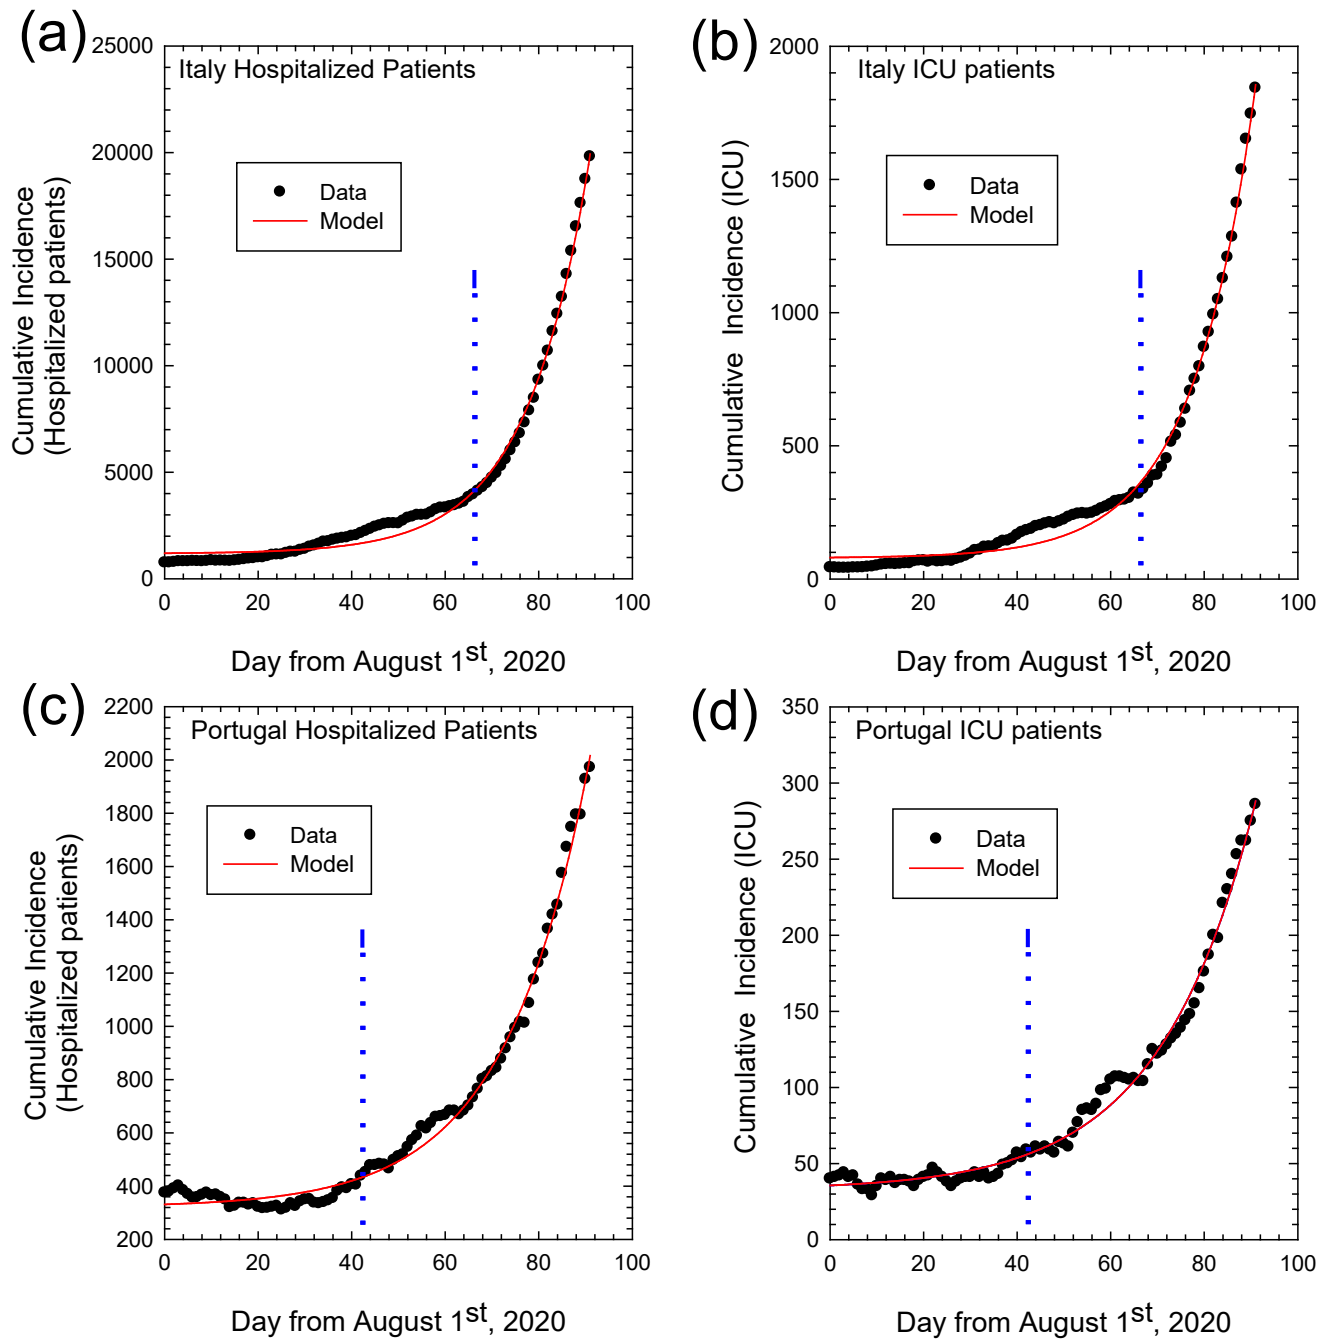 (a)
Italy Hospitalized Patients
Data
Model
Cumulative Incidence
(Hospitalized patients)
25000
20000
15000
10000
5000
0
0 20 40 60 80 100
Day from August 1st, 2020
(b)
Italy ICU patients
Data
Model
Cumulative Incidence (ICU)
2000
1500
1000
500
0
0 20 40 60 80 100
Day from August 1st, 2020
(c)
Portugal Hospitalized Patients
Data
Model
Cumulative Incidence
(Hospitalized patients)
2200
2000
1800
1600
1400
1200
1000
800
600
400
200
0 20 40 60 80 100
Day from August 1st, 2020
(d)
Portugal ICU patients
Data
Model
Cumulative Incidence (ICU)
350
300
250
200
150
100
50
0
0 20 40 60 80 100
Day from August 1st, 2020